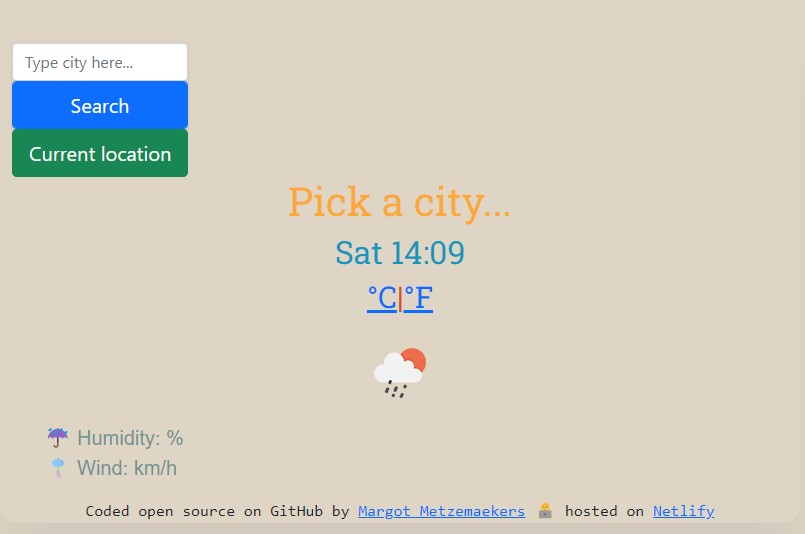 Type city here...
Search
Current location
Pick a city...
Sat 14:09
°C|°F
Humidity: %
Wind: km/h
Coded open source on GitHub by Margot Metzemaekers hosted on Netlify